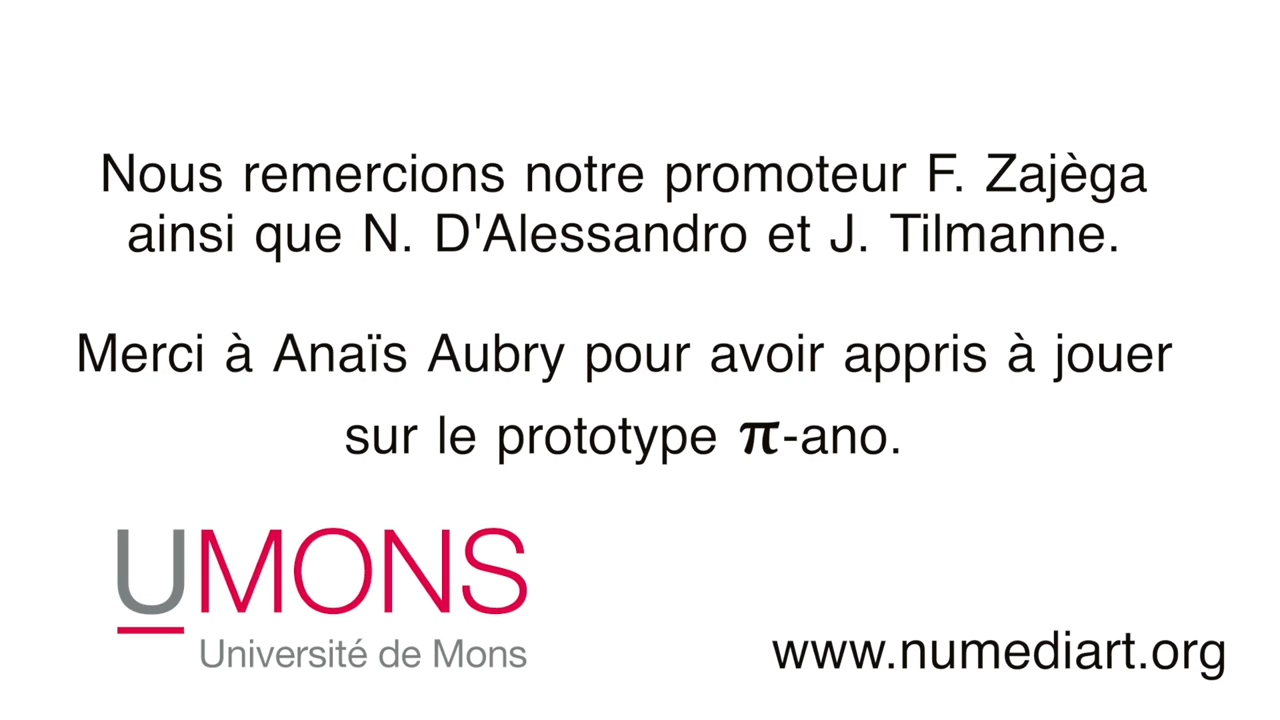 Nous remercions notre promoteur F. Zajèga
ainsi que N. D'Alessandro et J. Tilmanne.
Merci à Anaïs Aubry pour avoir appris à jouer
sur le prototype π-ano.
UMONS
Université de Mons
www.numediart.org